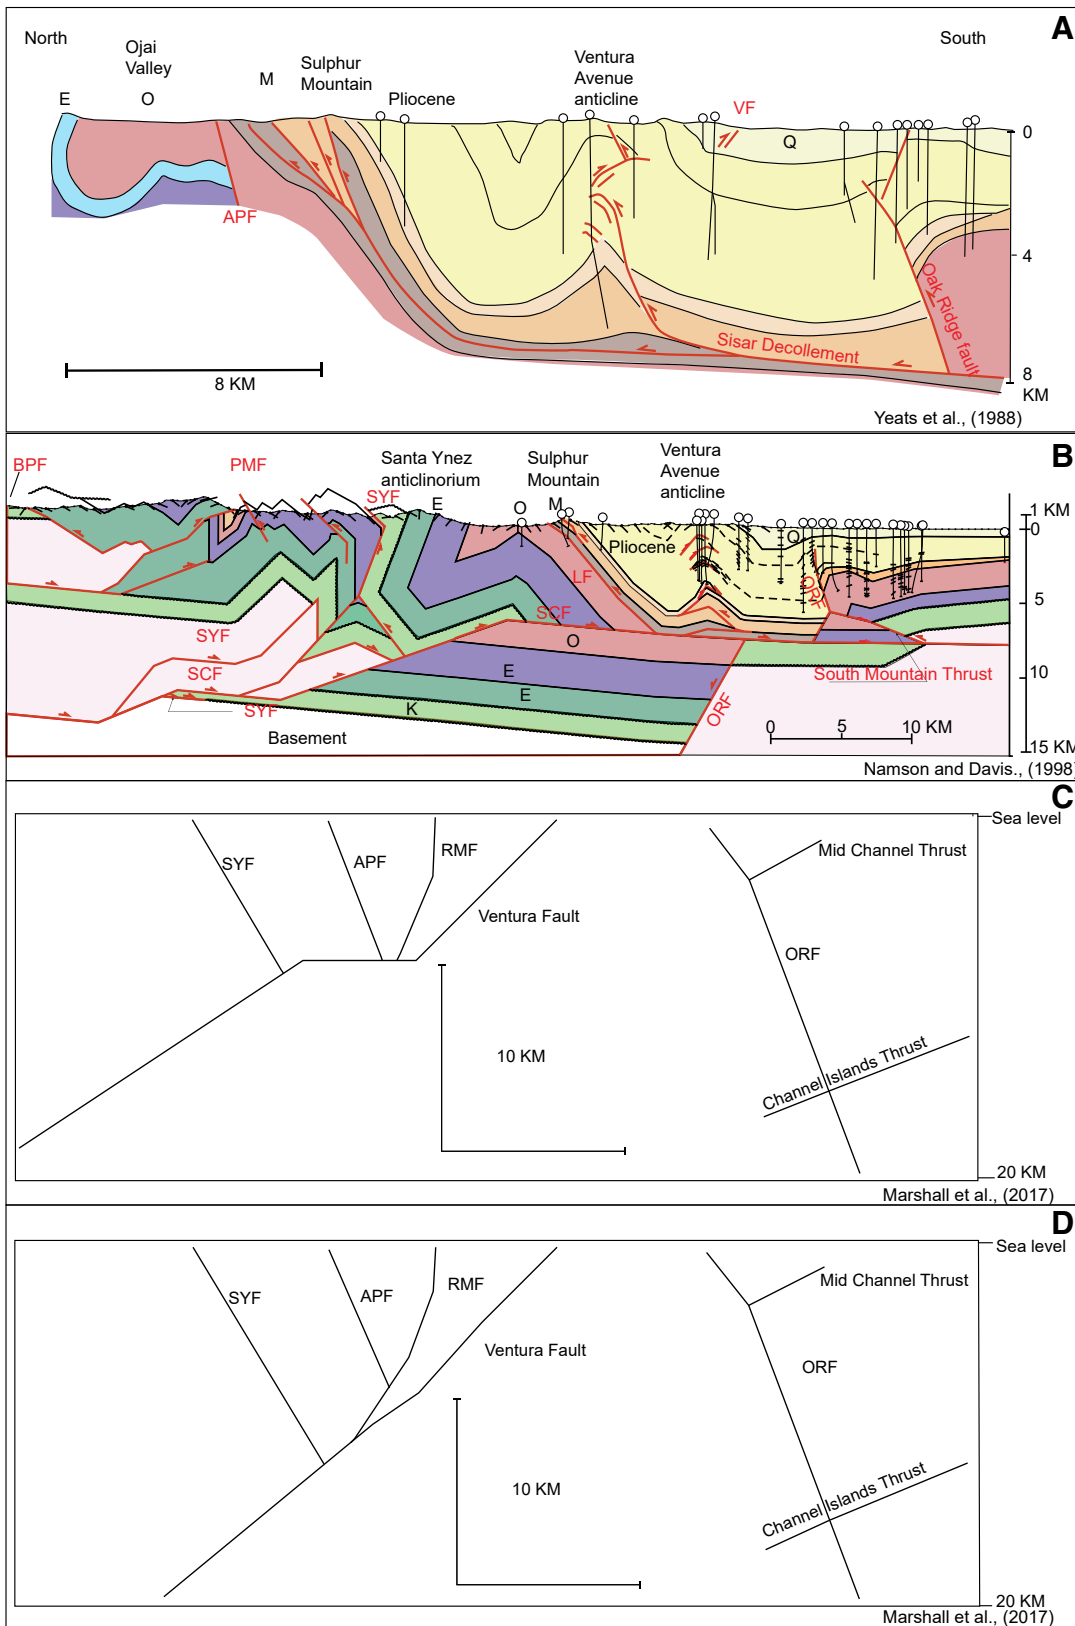 A
North
South
Ojai
Valley
Sulphur
Mountain
Ventura
Avenue
anticline
E
O
M
Pliocene
VF
Q
0
APF
4
Oak Ridge fault
Sisar Decollement
8 KM
8
KM
Yeats et al., (1988)
B
BPF
PMF
Santa Ynez
anticlinorium
Sulphur
Mountain
Ventura
Avenue
anticline
SYF
E
O
M
1 KM
0
Pliocene
Q
LF
ORF
5
SCF
SYF
O
SCF
E
South Mountain Thrust
10
E
SYF
K
ORF
0 5 10 KM
Basement
15 KM
Namson and Davis., (1998)
C
Sea level
SYF
APF
RMF
Mid Channel Thrust
Ventura Fault
ORF
10 KM
Channel Islands Thrust
20 KM
Marshall et al., (2017)
D
Sea level
SYF
APF
RMF
Mid Channel Thrust
Ventura Fault
ORF
10 KM
Channel Islands Thrust
20 KM
Marshall et al., (2017)